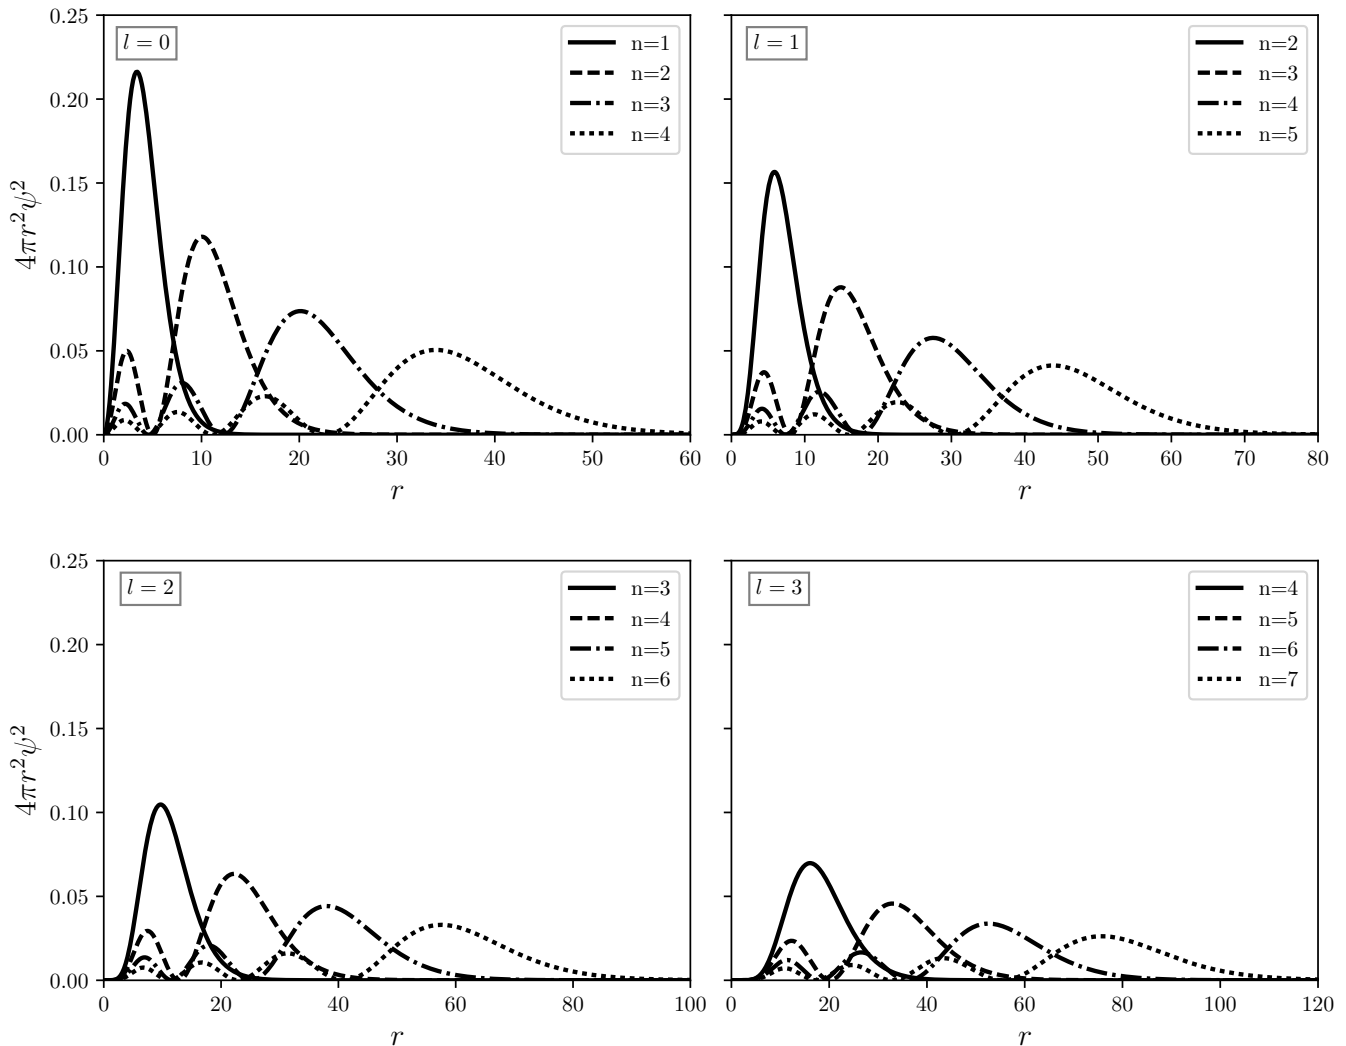 l = 0
n=1
n=2
n=3
n=4
0.25
0.20
0.15
0.10
0.05
0.00
4πr²ψ²
0 10 20 30 40 50 60
r
l = 1
n=2
n=3
n=4
n=5
0 10 20 30 40 50 60 70 80
r
l = 2
n=3
n=4
n=5
n=6
0.25
0.20
0.15
0.10
0.05
0.00
4πr²ψ²
0 20 40 60 80 100
r
l = 3
n=4
n=5
n=6
n=7
0 20 40 60 80 100 120
r